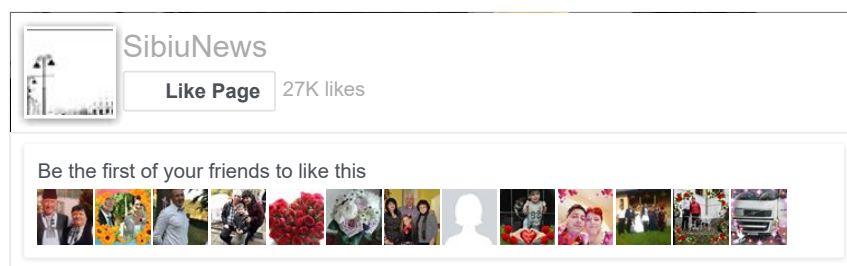 SibiuNews
Like Page
27K likes
Be the first of your friends to like this